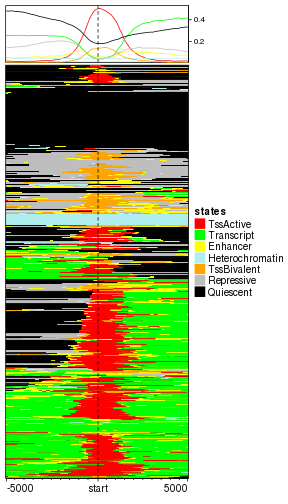 0.4
0.2
states
TssActive
Transcript
Enhancer
Heterochromatin
TssBivalent
Repressive
Quiescent
-5000 start 5000